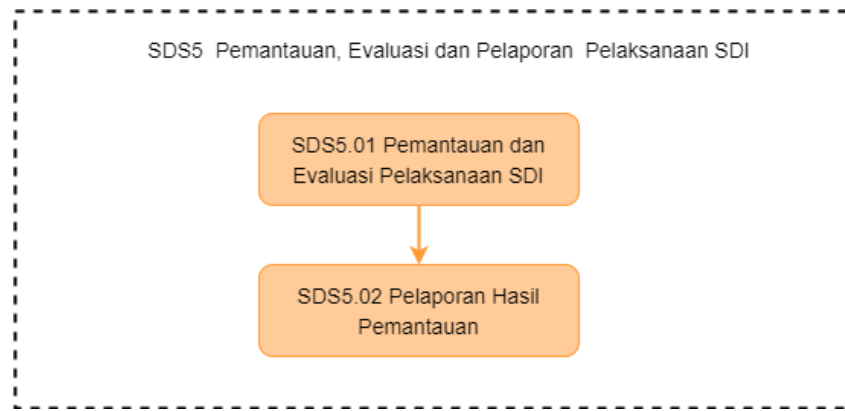 SDS5 Pemantauan, Evaluasi dan Pelaporan Pelaksanaan SDI
SDS5.01 Pemantauan dan
Evaluasi Pelaksanaan SDI
SDS5.02 Pelaporan Hasil
Pemantauan